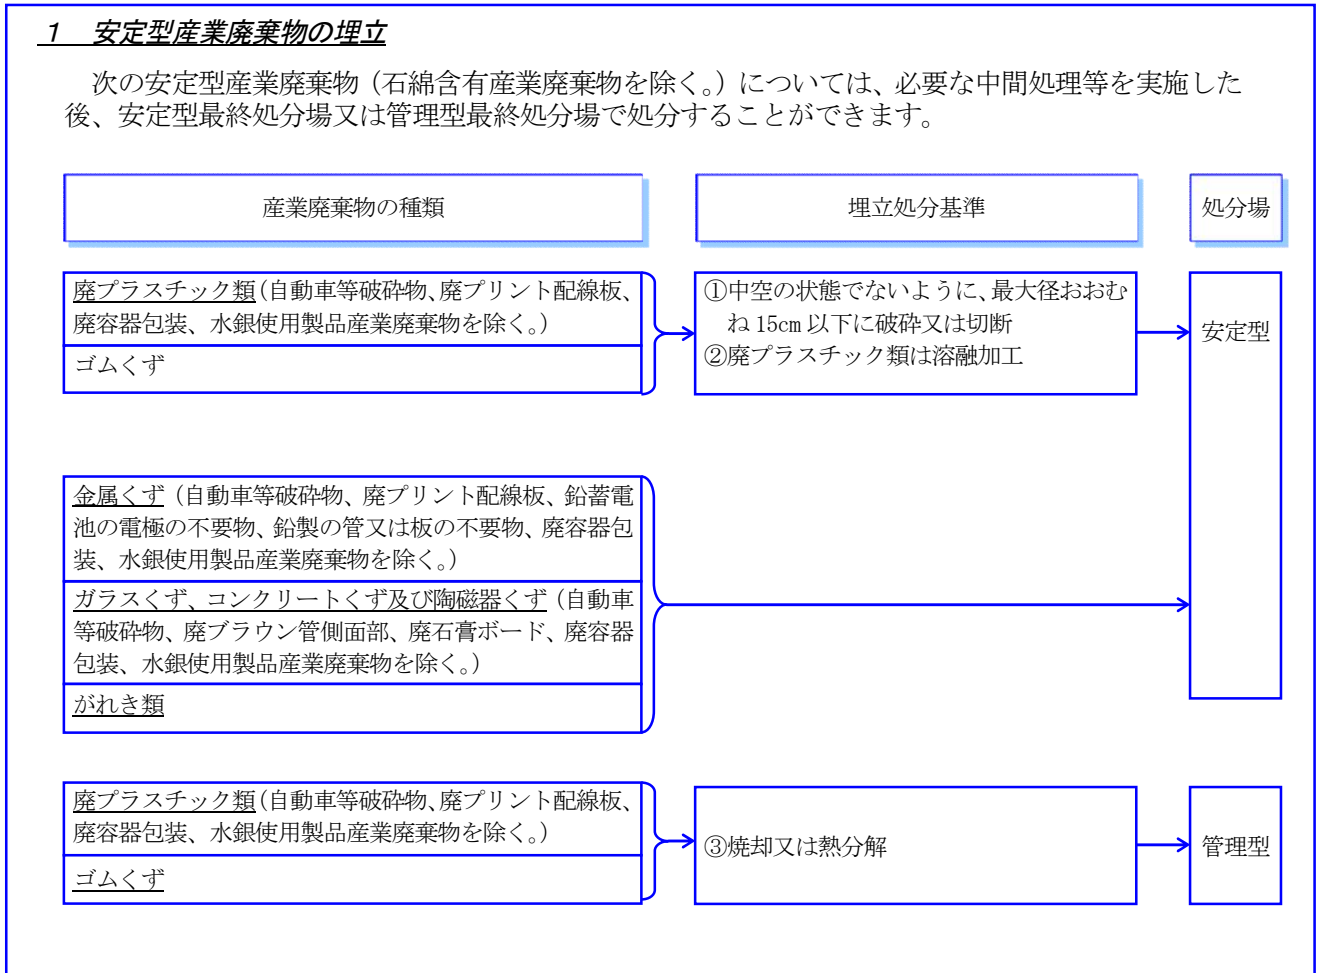 １　安定型産業廃棄物の埋立
次の安定型産業廃棄物（石綿含有産業廃棄物を除く。）については、必要な中間処理等を実施した
後、安定型最終処分場又は管理型最終処分場で処分することができます。
産業廃棄物の種類
埋立処分基準
処分場
廃プラスチック類（自動車等破砕物、廃プリント配線板、
廃容器包装、水銀使用製品産業廃棄物を除く。）
ゴムくず
①中空の状態でないように、最大径おおむ
ね 15cm 以下に破砕又は切断
②廃プラスチック類は溶融加工
安定型
金属くず（自動車等破砕物、廃プリント配線板、鉛蓄電
池の電極の不要物、鉛製の管又は板の不要物、廃容器包
装、水銀使用製品産業廃棄物を除く。）
ガラスくず、コンクリートくず及び陶磁器くず（自動車
等破砕物、廃ブラウン管側面部、廃石膏ボード、廃容器
包装、水銀使用製品産業廃棄物を除く。）
がれき類
廃プラスチック類（自動車等破砕物、廃プリント配線板、
廃容器包装、水銀使用製品産業廃棄物を除く。）
ゴムくず
③焼却又は熱分解
管理型